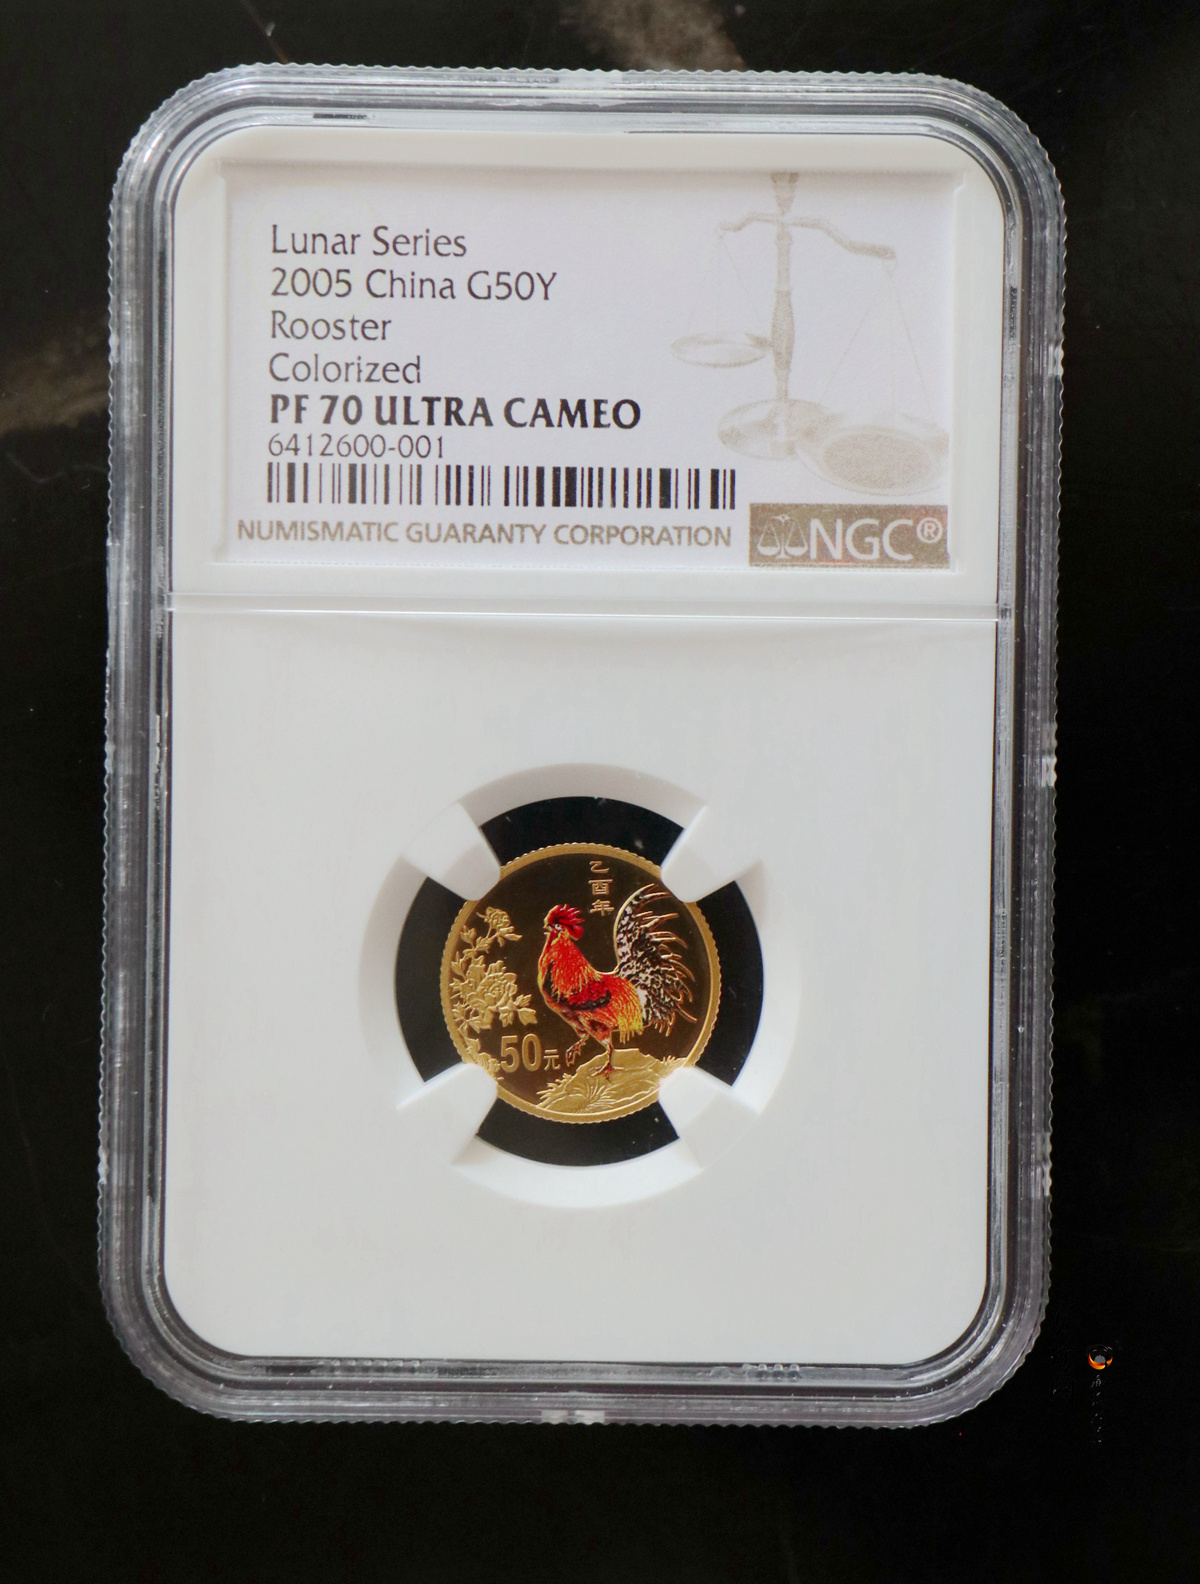 Lunar Series
2005 China G50Y
Rooster
Colorized
PF 70 ULTRA CAMEO
6412600-001
NUMISMATIC GUARANTY CORPORATION
NGC®
乙
酉
年
50元